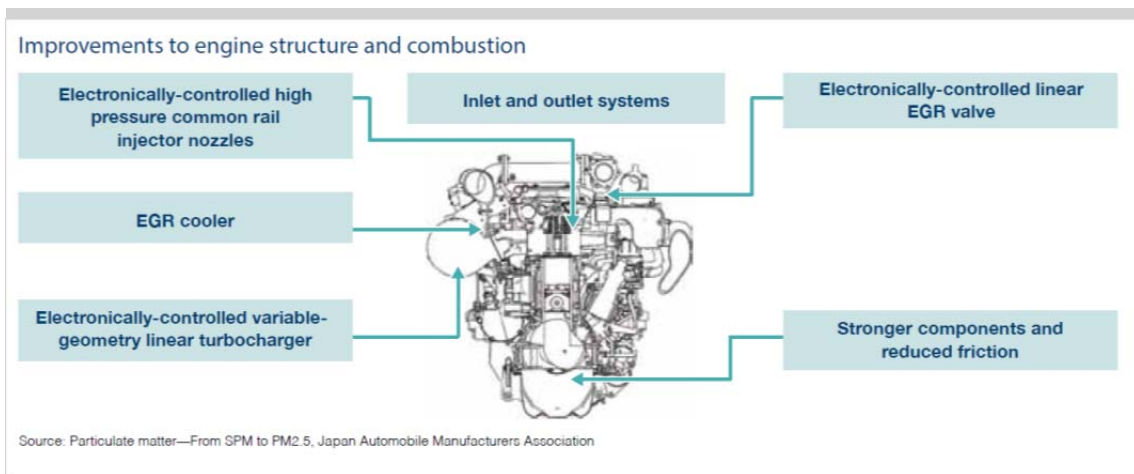 Improvements to engine structure and combustion
Electronically-controlled high
pressure common rail
injector nozzles
Inlet and outlet systems
Electronically-controlled linear
EGR valve
EGR cooler
Electronically-controlled variable-
geometry linear turbocharger
Stronger components and
reduced friction
Source: Particulate matter—From SPM to PM2.5, Japan Automobile Manufacturers Association